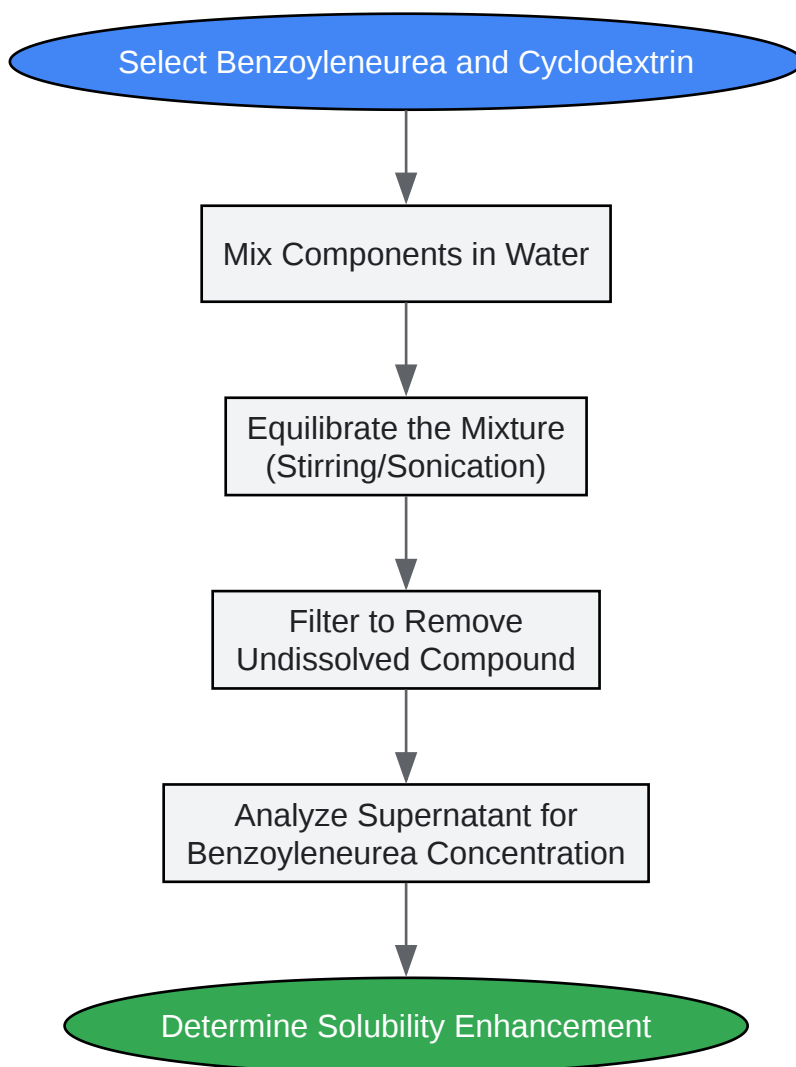 Select Benzoyleneurea and Cyclodextrin
Mix Components in Water
Equilibrate the Mixture
(Stirring/Sonication)
Filter to Remove
Undissolved Compound
Analyze Supernatant for
Benzoyleneurea Concentration
Determine Solubility Enhancement